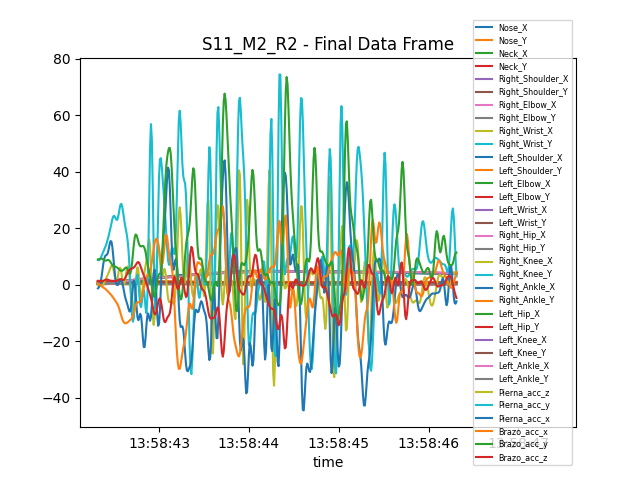 S11_M2_R2 - Final Data Frame
80
60
40
20
0
−20
−40
13:58:43
13:58:44
13:58:45
13:58:46
time
Nose_X
Nose_Y
Neck_X
Neck_Y
Right_Shoulder_X
Right_Shoulder_Y
Right_Elbow_X
Right_Elbow_Y
Right_Wrist_X
Right_Wrist_Y
Left_Shoulder_X
Left_Shoulder_Y
Left_Elbow_X
Left_Elbow_Y
Left_Wrist_X
Left_Wrist_Y
Right_Hip_X
Right_Hip_Y
Right_Knee_X
Right_Knee_Y
Right_Ankle_X
Right_Ankle_Y
Left_Hip_X
Left_Hip_Y
Left_Knee_X
Left_Knee_Y
Left_Ankle_X
Left_Ankle_Y
Pierna_acc_z
Pierna_acc_y
Pierna_acc_x
Brazo_acc_x
Brazo_acc_y
Brazo_acc_z